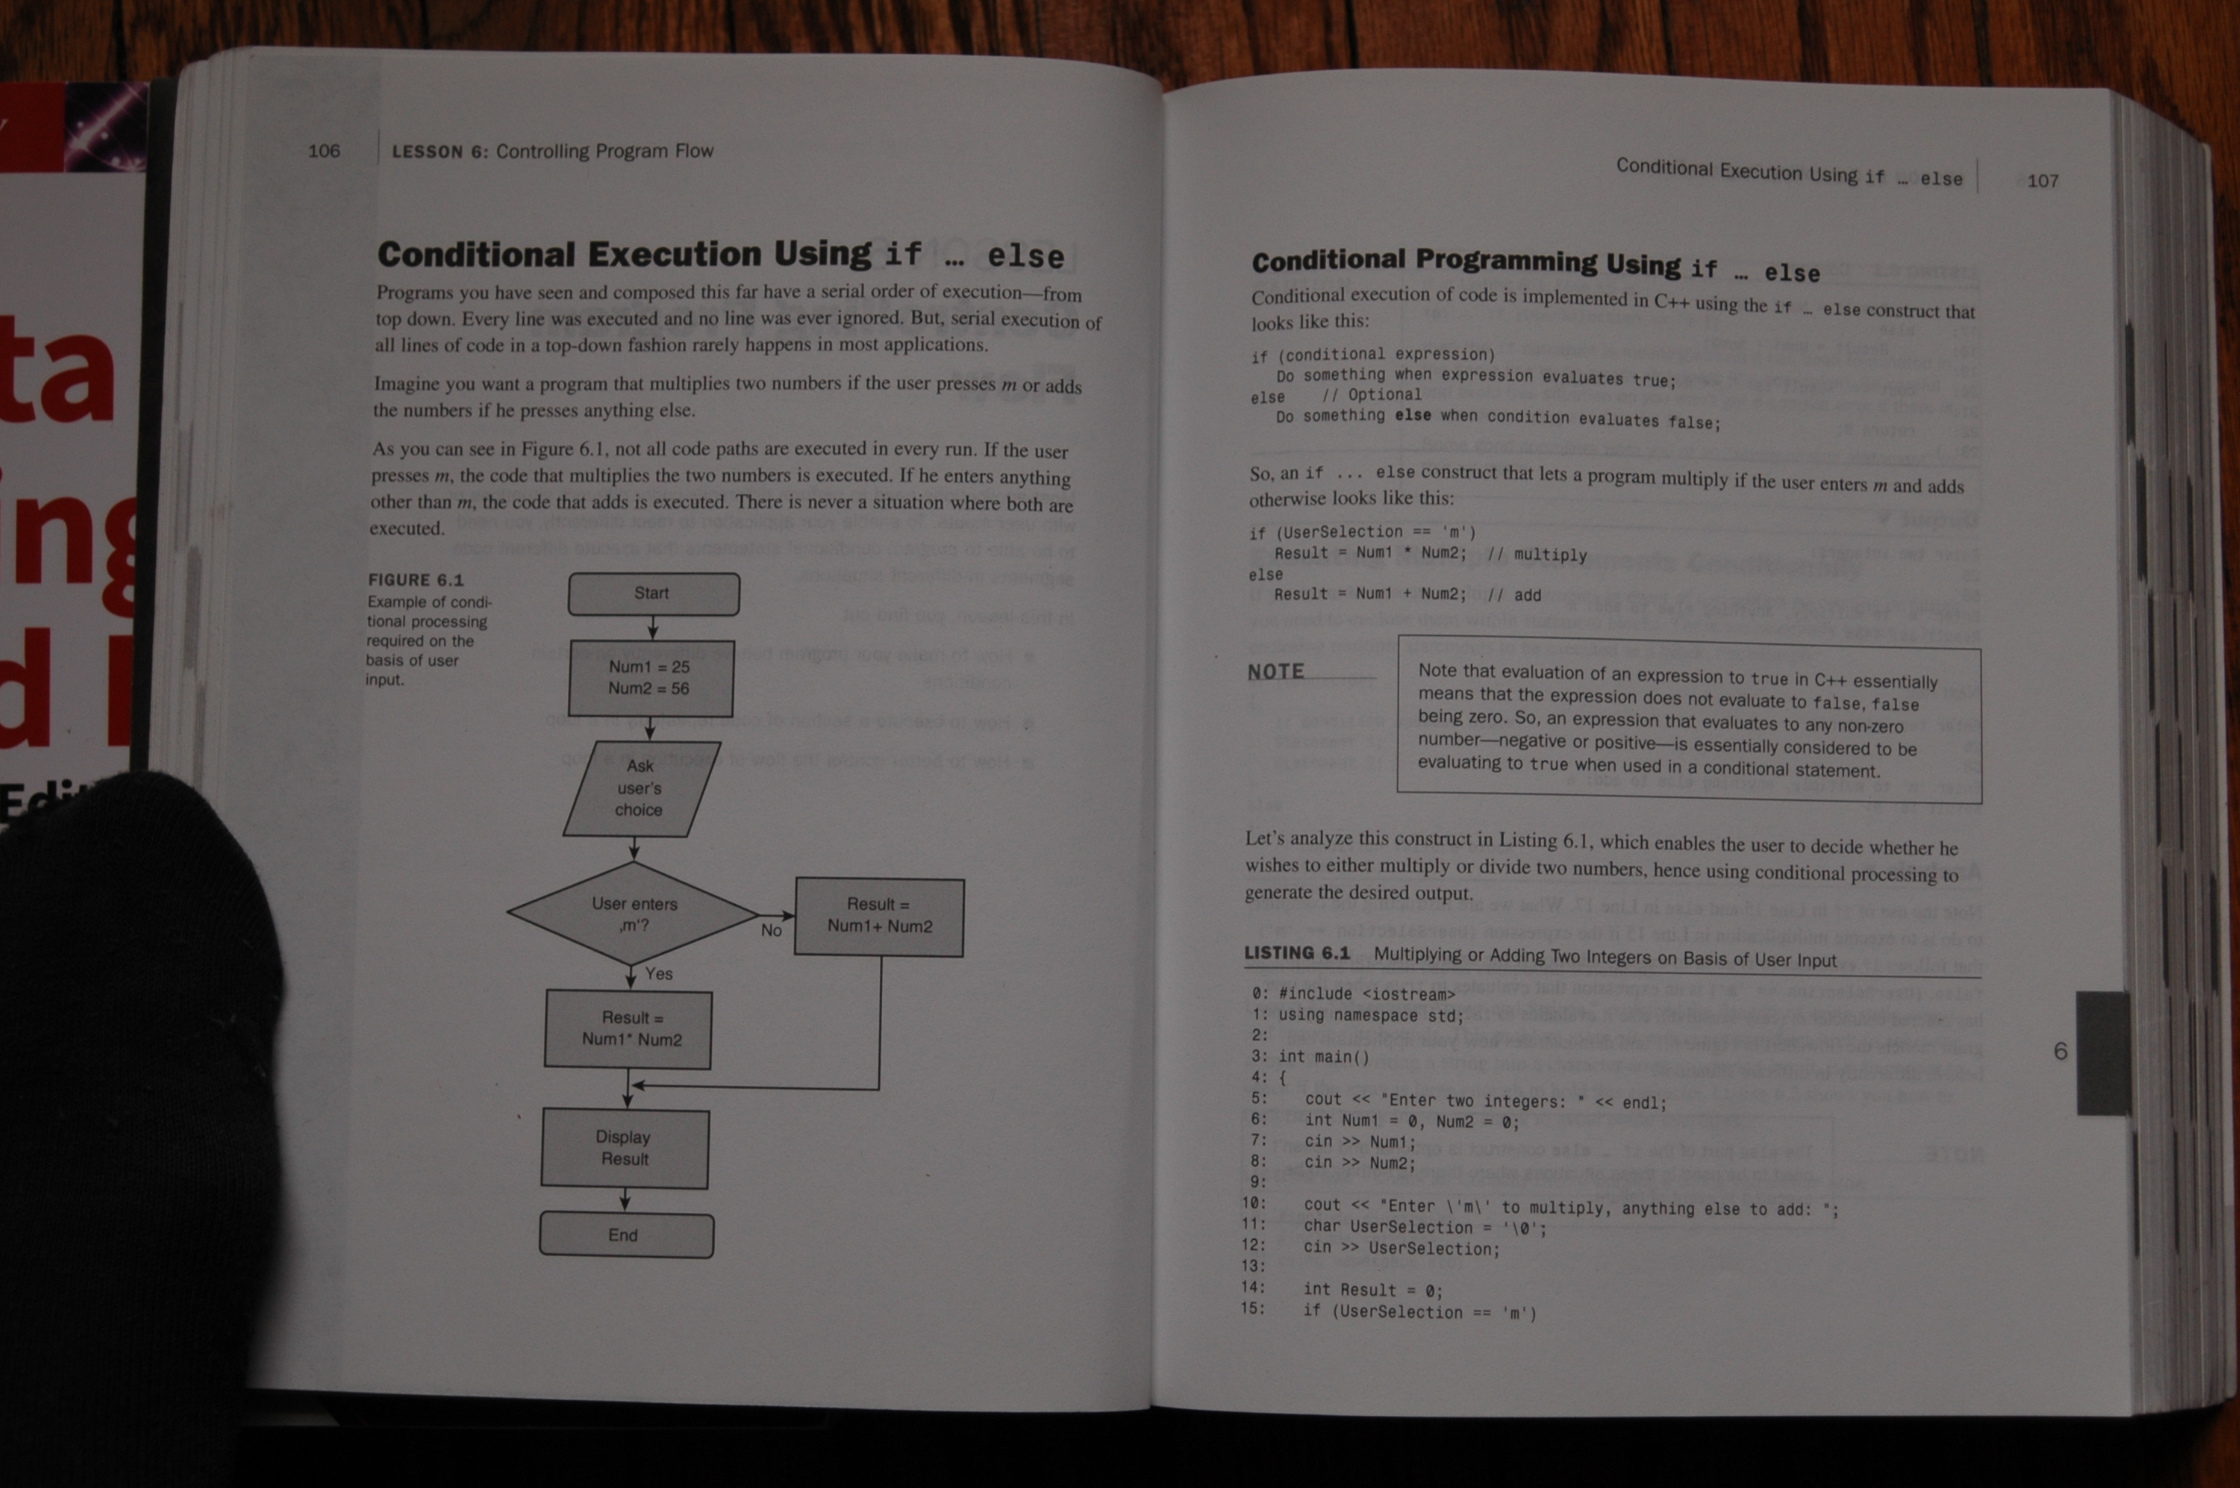 ta
ing
d
Edit
106
LESSON 6: Controlling Program Flow
Conditional Execution Using if … else
Programs you have seen and composed this far have a serial order of execution—from
top down. Every line was executed and no line was ever ignored. But, serial execution of
all lines of code in a top-down fashion rarely happens in most applications.
Imagine you want a program that multiplies two numbers if the user presses m or adds
the numbers if he presses anything else.
As you can see in Figure 6.1, not all code paths are executed in every run. If the user
presses m, the code that multiplies the two numbers is executed. If he enters anything
other than m, the code that adds is executed. There is never a situation where both are
executed.
FIGURE 6.1
Example of condi-
tional processing
required on the
basis of user
input.
Start
Num1 = 25
Num2 = 56
Ask
user's
choice
User enters
‚m'?
No
Result =
Num1+ Num2
Yes
Result =
Num1* Num2
Display
Result
End
Conditional Execution Using if … else
107
Conditional Programming Using if … else
Conditional execution of code is implemented in C++ using the if … else construct that
looks like this:
if (conditional expression)
   Do something when expression evaluates true;
else    // Optional
   Do something else when condition evaluates false;
So, an if ... else construct that lets a program multiply if the user enters m and adds
otherwise looks like this:
if (UserSelection == 'm')
   Result = Num1 * Num2;  // multiply
else
   Result = Num1 + Num2;  // add
NOTE
Note that evaluation of an expression to true in C++ essentially
means that the expression does not evaluate to false, false
being zero. So, an expression that evaluates to any non-zero
number—negative or positive—is essentially considered to be
evaluating to true when used in a conditional statement.
Let's analyze this construct in Listing 6.1, which enables the user to decide whether he
wishes to either multiply or divide two numbers, hence using conditional processing to
generate the desired output.
LISTING 6.1 Multiplying or Adding Two Integers on Basis of User Input
0: #include <iostream>
1: using namespace std;
2:
3: int main()
4: {
5:   cout << "Enter two integers: " << endl;
6:   int Num1 = 0, Num2 = 0;
7:   cin >> Num1;
8:   cin >> Num2;
9:
10:   cout << "Enter \'m\' to multiply, anything else to add: ";
11:   char UserSelection = '\0';
12:   cin >> UserSelection;
13:
14:   int Result = 0;
15:   if (UserSelection == 'm')
6